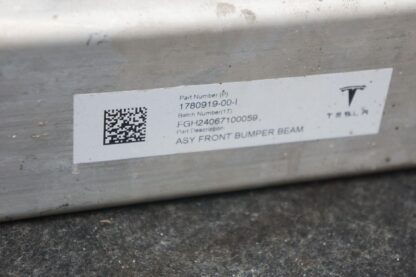 Part Number (P)
1780919-00-I
Batch Number(1T)
FGH24067100059
Part Description
ASY FRONT BUMPER BEAM
TESLA